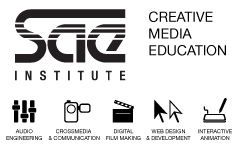 sae
INSTITUTE
CREATIVE
MEDIA
EDUCATION
AUDIO
ENGINEERING
CROSSMEDIA
& COMMUNICATION
DIGITAL
FILM MAKING
WEB DESIGN
& DEVELOPMENT
INTERACTIVE
ANIMATION